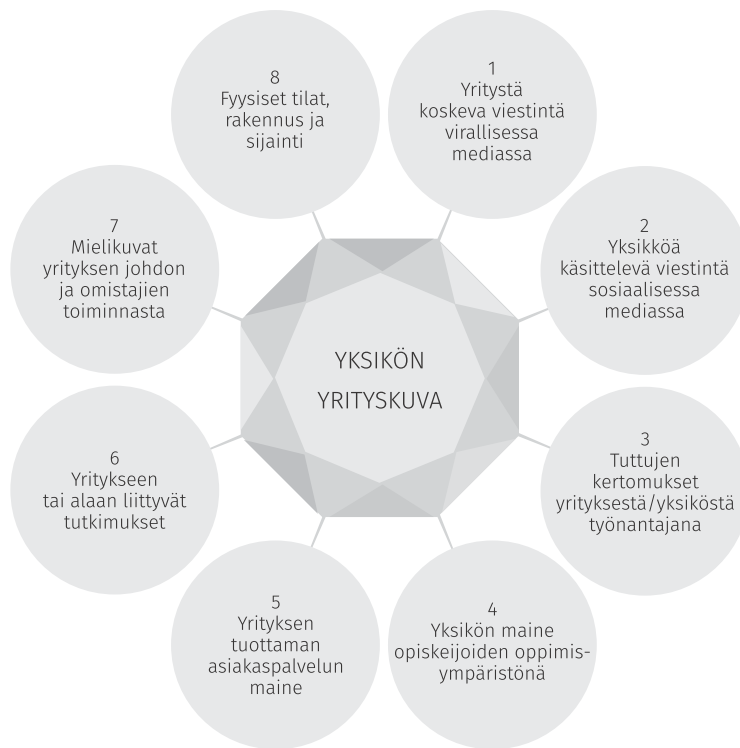 1
Yritystä
koskeva viestintä
virallisessa
mediassa
2
Yksikköä
käsittelevä viestintä
sosiaalisessa
mediassa
3
Tuttujen
kertomukset
yrityksestä/yksiköstä
työnantajana
4
Yksikön maine
opiskeijoiden oppimis-
ympäristönä
5
Yrityksen
tuottaman
asiakaspalvelun
maine
6
Yritykseen
tai alaan liittyvät
tutkimukset
7
Mielikuvat
yrityksen johdon
ja omistajien
toiminnasta
8
Fyysiset tilat,
rakennus ja
sijainti
YKSIKÖN
YRITYSKUVA